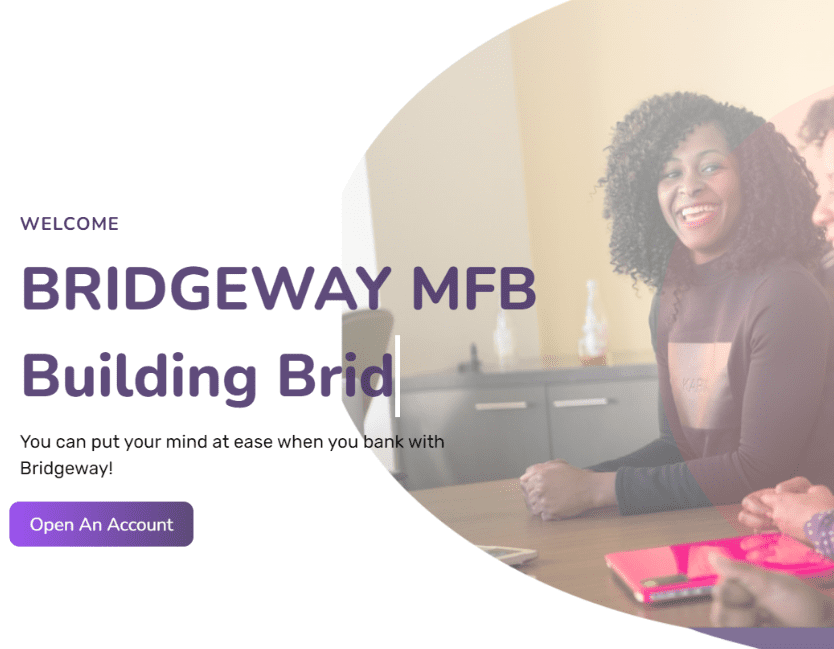 WELCOME
BRIDGEWAY MFB
Building Brid
You can put your mind at ease when you bank with
Bridgeway!
Open An Account